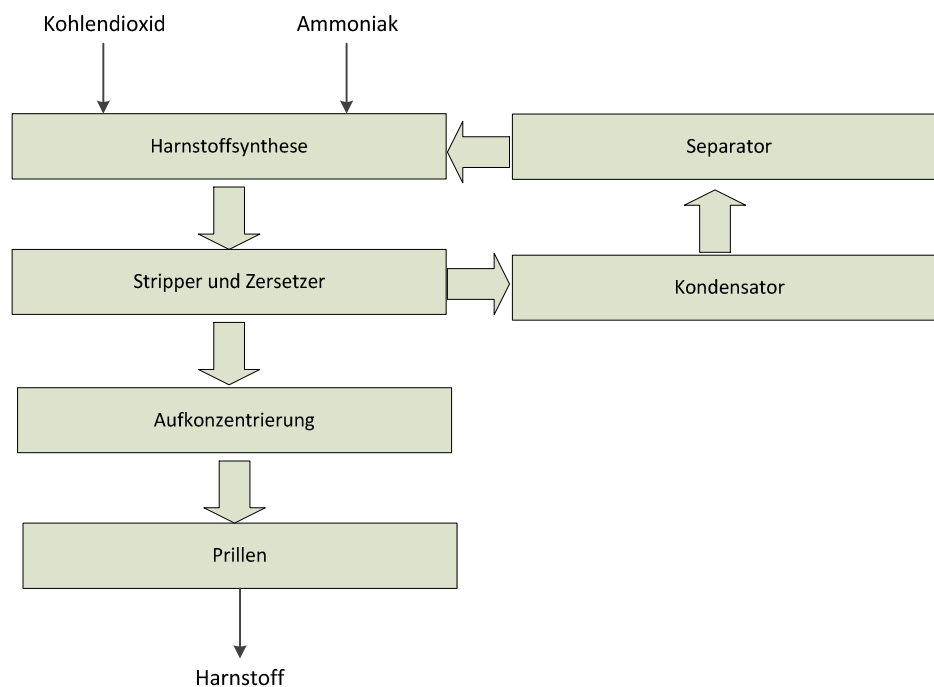 Kohlendioxid
Ammoniak
Harnstoffsynthese
Separator
Stripper und Zersetzer
Kondensator
Aufkonzentrierung
Prillen
Harnstoff